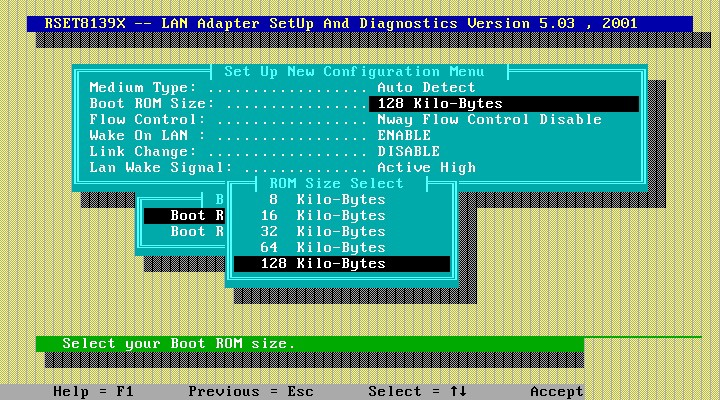 RSET8139X -- LAN Adapter SetUp And Diagnostics Version 5.03 , 2001
Set Up New Configuration Menu
Medium Type: .................. Auto Detect
Boot ROM Size: ................ 128 Kilo-Bytes
Flow Control: ................. Nway Flow Control Disable
Wake On LAN : ................. ENABLE
Link Change: .................. DISABLE
Lan Wake Signal: .............. Active High
ROM Size Select
B
8 Kilo-Bytes
Boot R
16 Kilo-Bytes
Boot R
32 Kilo-Bytes
64 Kilo-Bytes
128 Kilo-Bytes
Select your Boot ROM size.
Help = F1 Previous = Esc Select = ↑↓ Accept